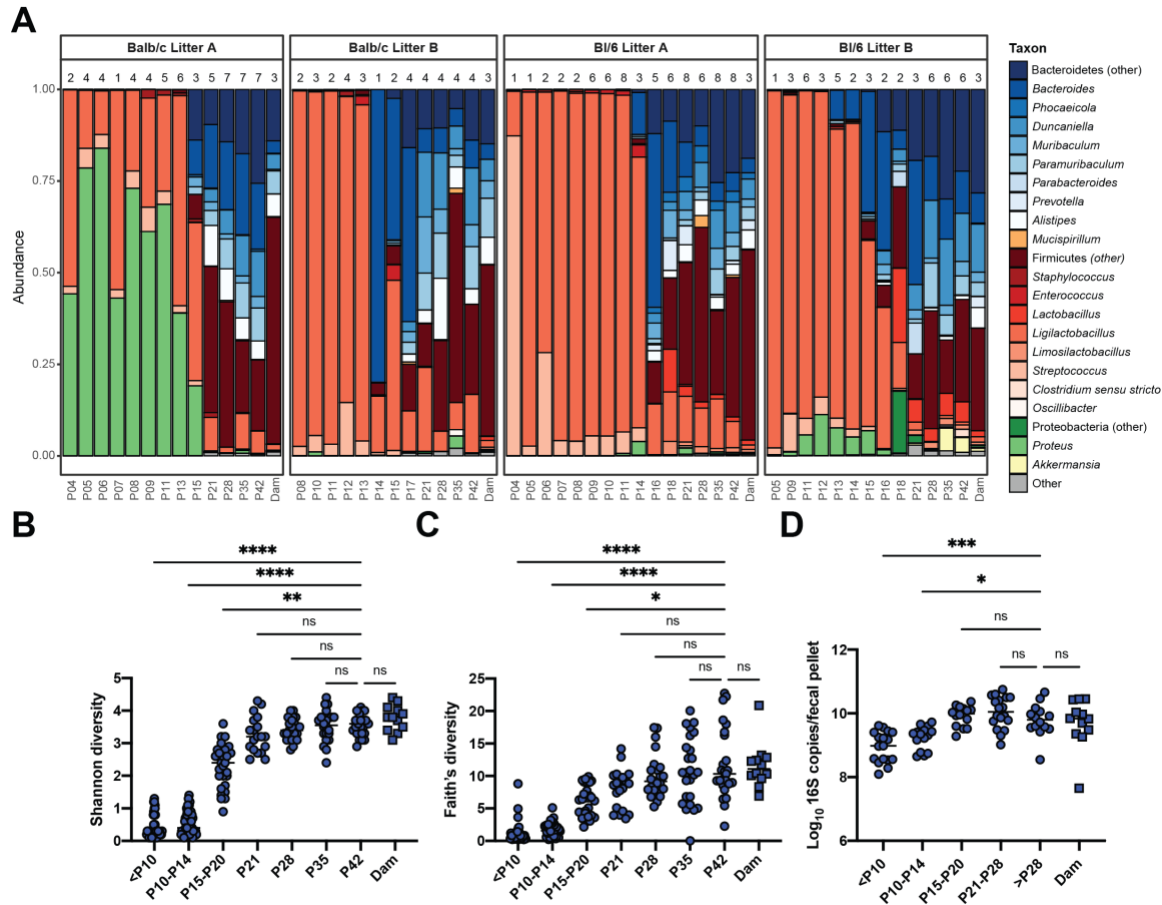 A
Balb/c Litter A
Balb/c Litter B
Bl/6 Litter A
Bl/6 Litter B
2 4 4 1 4 4 5 6 3 5 7 7 7 3
2 3 2 4 3 1 2 4 4 4 4 4 3
1 1 2 6 6 6 8 8 5 6 8 6 8 8 3
1 3 6 6 5 6 3 2 2 3 6 6 6 3
Abundance
1.00
0.75
0.50
0.25
0.00
P04 P05 P06 P07 P08 P09 P11 P13 P15 P21 P28 P35 P42 Dam
P08 P10 P11 P12 P13 P14 P15 P17 P21 P28 P35 P42 Dam
P04 P05 P06 P07 P08 P09 P10 P11 P14 P16 P18 P21 P28 P35 P42 Dam
P05 P09 P11 P12 P13 P14 P15 P16 P18 P21 P28 P35 P42 Dam
Taxon
Bacteroidetes (other)
Bacteroides
Phocaeicola
Duncaniella
Muribaculum
Paramuribaculum
Parabacteroides
Prevotella
Alistipes
Mucispirillum
Firmicutes (other)
Staphylococcus
Enterococcus
Lactobacillus
Ligilactobacillus
Limosilactobacillus
Streptococcus
Clostridium sensu stricto
Oscillibacter
Proteobacteria (other)
Proteus
Akkermansia
Other
B
****
****
**
ns
ns
ns ns
Shannon diversity
5
4
3
2
1
0
<P10 P10-P14 P15-P20 P21 P28 P35 P42 Dam
C
****
****
*
ns
ns
ns ns
Faith's diversity
25
20
15
10
5
0
<P10 P10-P14 P15-P20 P21 P28 P35 P42 Dam
D
***
*
ns
ns ns
Log10 16S copies/fecal pellet
12
10
8
6
<P10 P10-P14 P15-P20 P21-P28 >P28 Dam